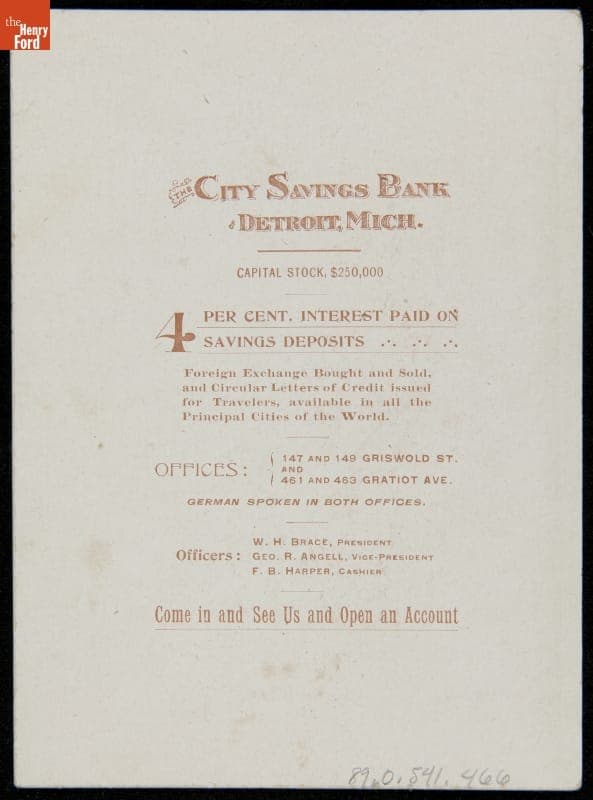 the
Henry
Ford
THE CITY SAVINGS BANK
DETROIT, MICH.
CAPITAL STOCK, $250,000
4 PER CENT. INTEREST PAID ON
SAVINGS DEPOSITS ∴ ∴ ∴
Foreign Exchange Bought and Sold,
and Circular Letters of Credit issued
for Travelers, available in all the
Principal Cities of the World.
OFFICES: { 147 AND 149 GRISWOLD ST.
AND
461 AND 463 GRATIOT AVE.
GERMAN SPOKEN IN BOTH OFFICES.
W. H. BRACE, PRESIDENT
Officers: GEO. R. ANGELL, VICE-PRESIDENT
F. B. HARPER, CASHIER
Come in and See Us and Open an Account
89.0.541.466